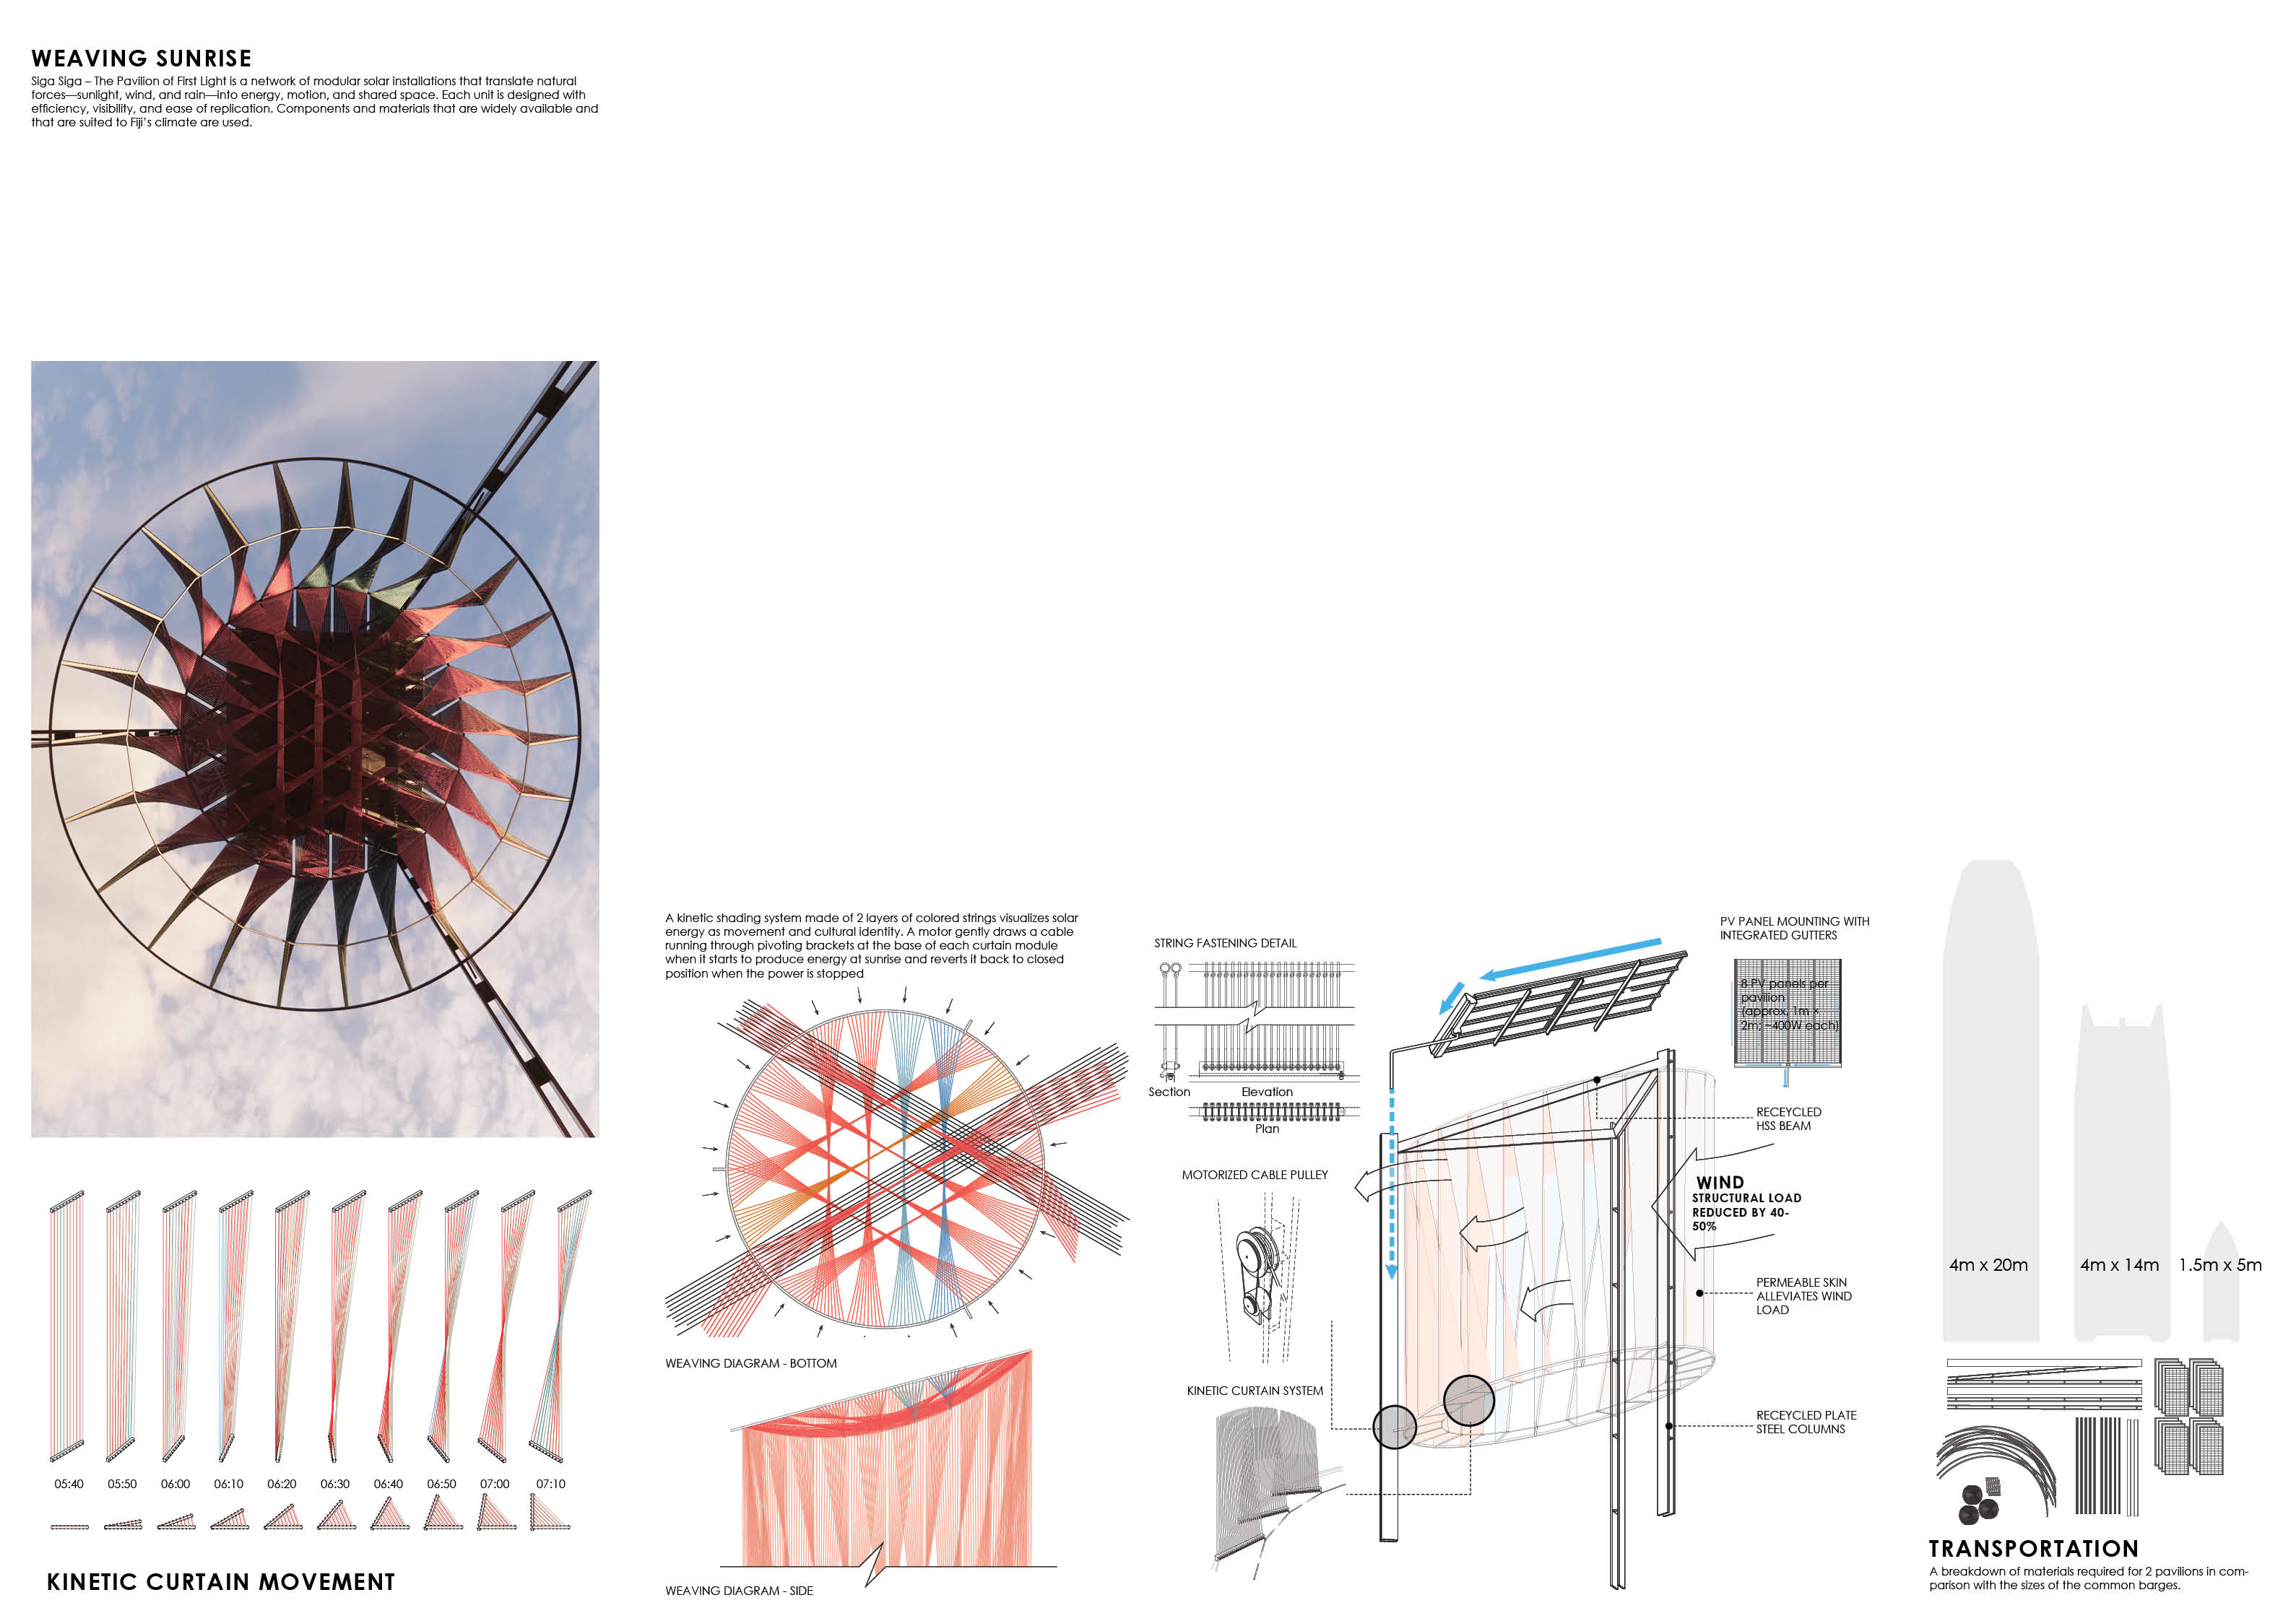 WEAVING SUNRISE
Siga Siga – The Pavilion of First Light is a network of modular solar installations that translate natural
forces—sunlight, wind, and rain—into energy, motion, and shared space. Each unit is designed with
efficiency, visibility, and ease of replication. Components and materials that are widely available and
that are suited to Fiji's climate are used.
05:40
05:50
06:00
06:10
06:20
06:30
06:40
06:50
07:00
07:10
KINETIC CURTAIN MOVEMENT
A kinetic shading system made of 2 layers of colored strings visualizes solar
energy as movement and cultural identity. A motor gently draws a cable
running through pivoting brackets at the base of each curtain module
when it starts to produce energy at sunrise and reverts it back to closed
position when the power is stopped
WEAVING DIAGRAM - BOTTOM
WEAVING DIAGRAM - SIDE
STRING FASTENING DETAIL
Section
Elevation
Plan
MOTORIZED CABLE PULLEY
KINETIC CURTAIN SYSTEM
PV PANEL MOUNTING WITH
INTEGRATED GUTTERS
8 PV panels per
pavilion
(approx. 1m ×
2m; ~400W each)
RECYCLED
HSS BEAM
WIND
STRUCTURAL LOAD
REDUCED BY 40-
50%
PERMEABLE SKIN
ALLEVIATES WIND
LOAD
RECYCLED PLATE
STEEL COLUMNS
4m x 20m
4m x 14m
1.5m x 5m
TRANSPORTATION
A breakdown of materials required for 2 pavilions in com-
parison with the sizes of the common barges.